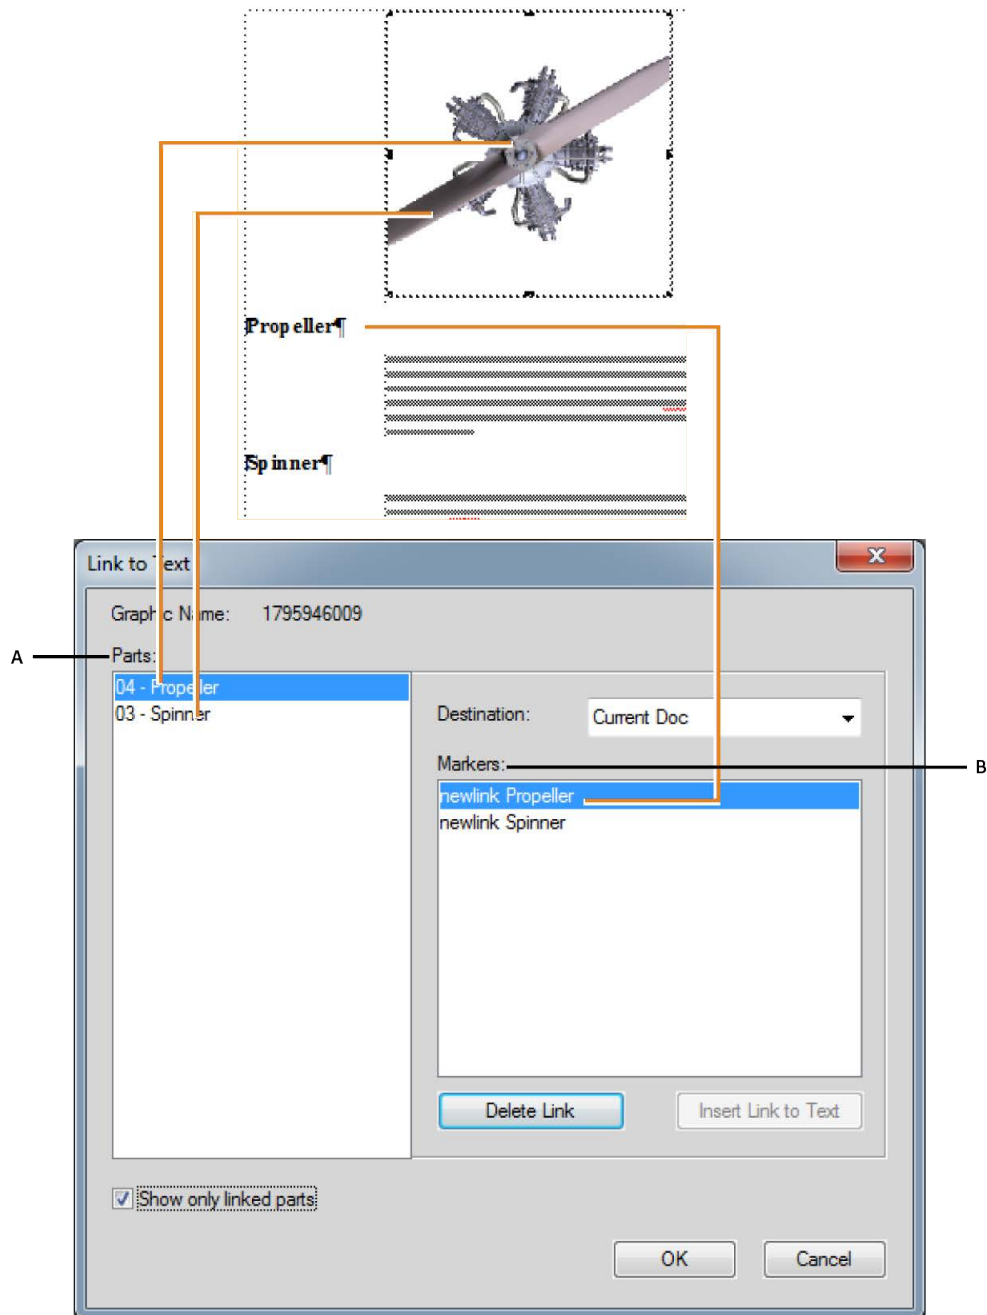 Propeller¶
Spinner¶
Link to Text
Graphic Name: 1795946009
A
Parts:
04 - Propeller
03 - Spinner
Destination: Current Doc
Markers:
B
newlink Propeller
newlink Spinner
Delete Link
Insert Link to Text
Show only linked parts
OK
Cancel